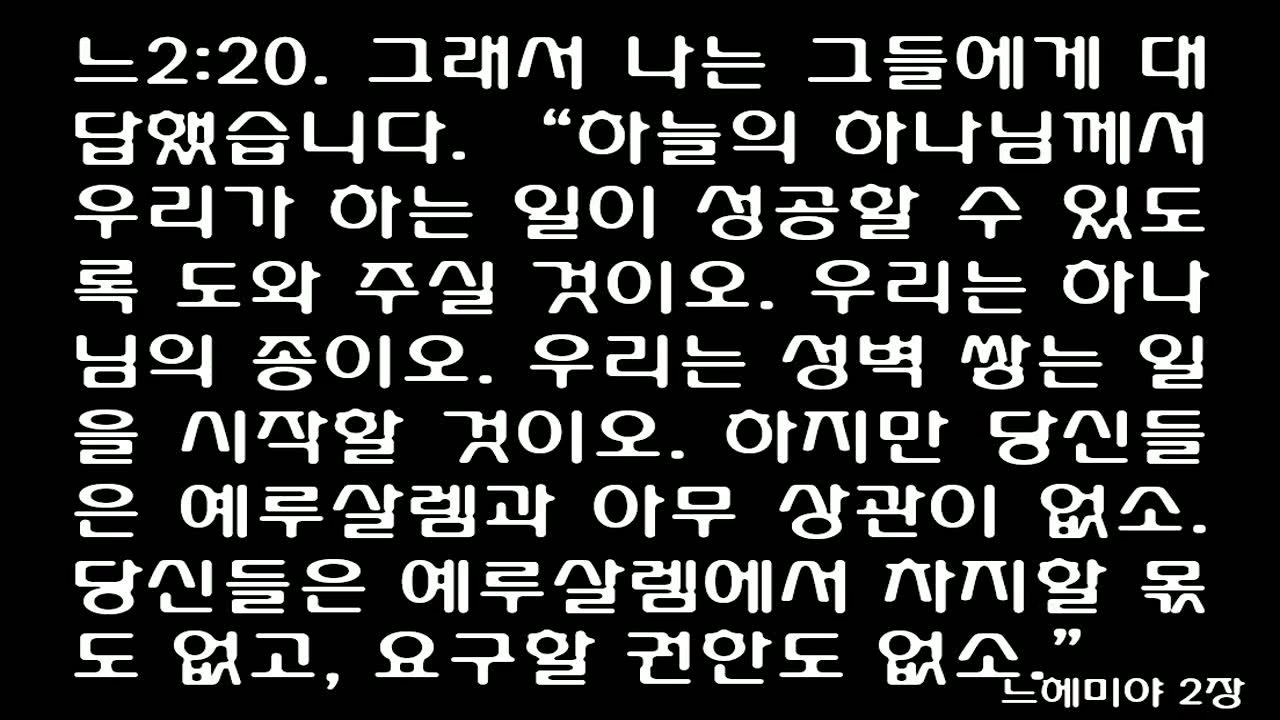 느2:20. 그래서 나는 그들에게 대
답했습니다. “하늘의 하나님께서
우리가 하는 일이 성공할 수 있도
록 도와 주실 것이오. 우리는 하나
님의 종이오. 우리는 성벽 쌓는 일
을 시작할 것이오. 하지만 당신들
은 예루살렘과 아무 상관이 없소.
당신들은 예루살렘에서 차지할 몫
도 없고, 요구할 권한도 없소.”
느헤미야 2장